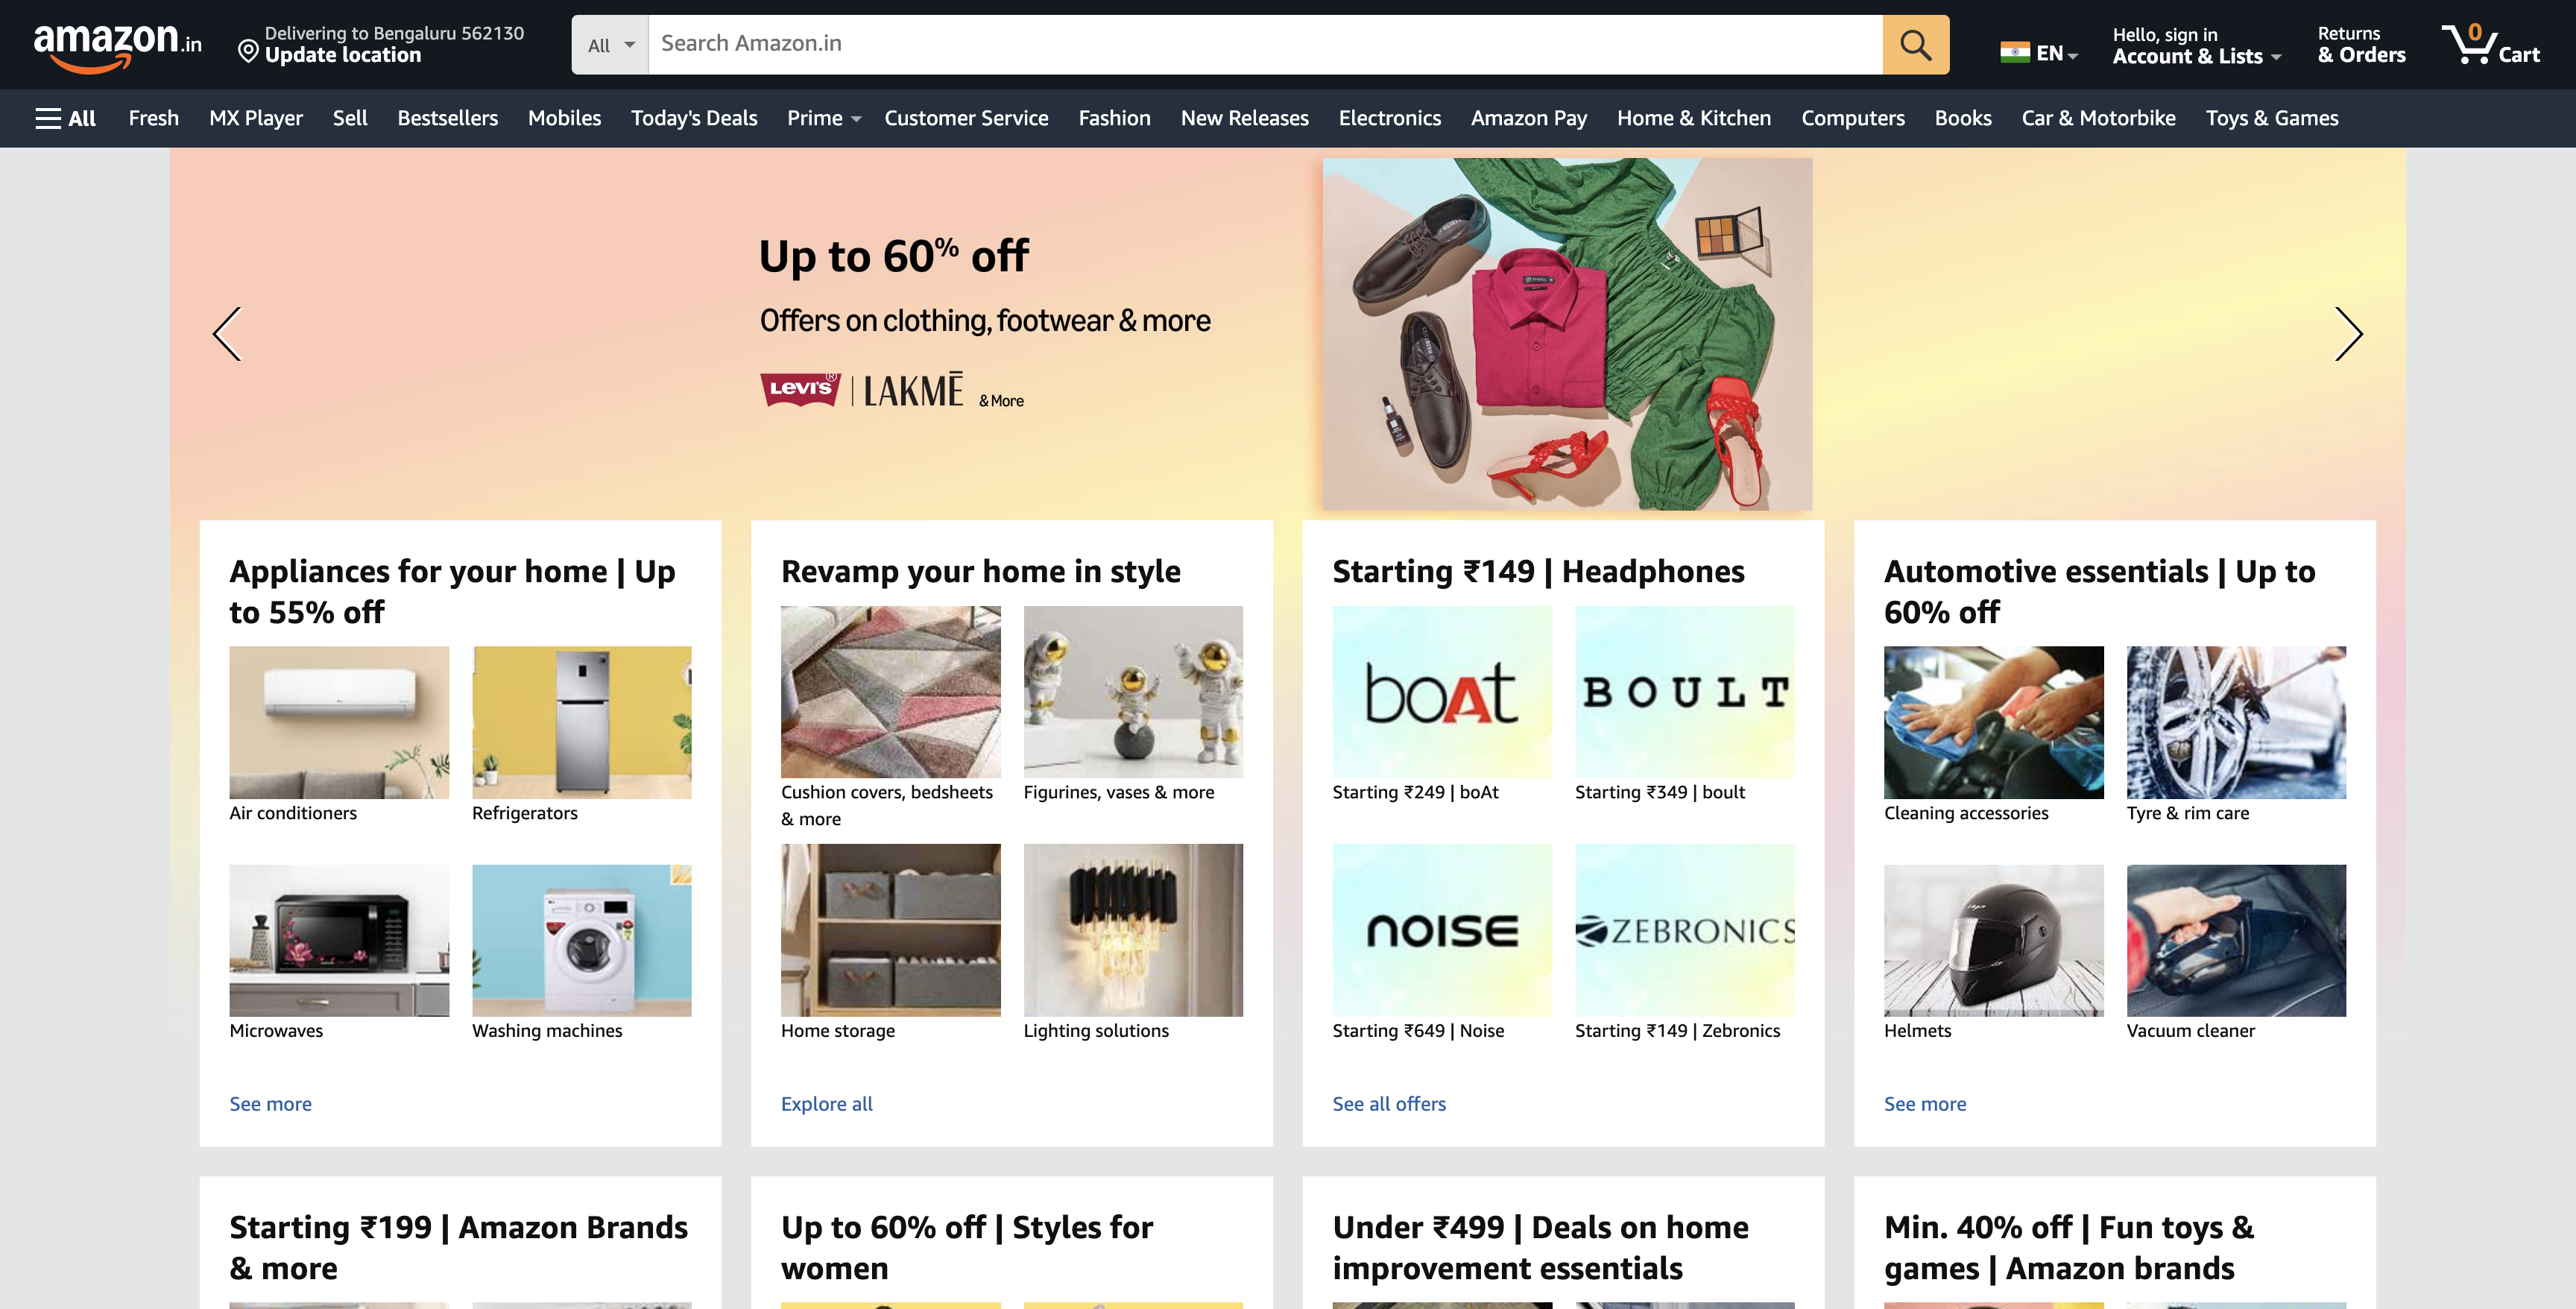 amazon.in
Delivering to Bengaluru 562130
Update location
All
Search Amazon.in
EN
Hello, sign in
Account & Lists
Returns
& Orders
0
Cart
All
Fresh
MX Player
Sell
Bestsellers
Mobiles
Today's Deals
Prime
Customer Service
Fashion
New Releases
Electronics
Amazon Pay
Home & Kitchen
Computers
Books
Car & Motorbike
Toys & Games
Up to 60% off
Offers on clothing, footwear & more
LEVI'S® | LAKMĒ & More
Appliances for your home | Up
to 55% off
Air conditioners
Refrigerators
Microwaves
Washing machines
See more
Revamp your home in style
Cushion covers, bedsheets
& more
Figurines, vases & more
Home storage
Lighting solutions
Explore all
Starting ₹149 | Headphones
boAt
BOULT
Starting ₹249 | boAt
Starting ₹349 | boult
NOISE
ZEBRONICS
Starting ₹649 | Noise
Starting ₹149 | Zebronics
See all offers
Automotive essentials | Up to
60% off
Cleaning accessories
Tyre & rim care
Helmets
Vacuum cleaner
See more
Starting ₹199 | Amazon Brands
& more
Up to 60% off | Styles for
women
Under ₹499 | Deals on home
improvement essentials
Min. 40% off | Fun toys &
games | Amazon brands